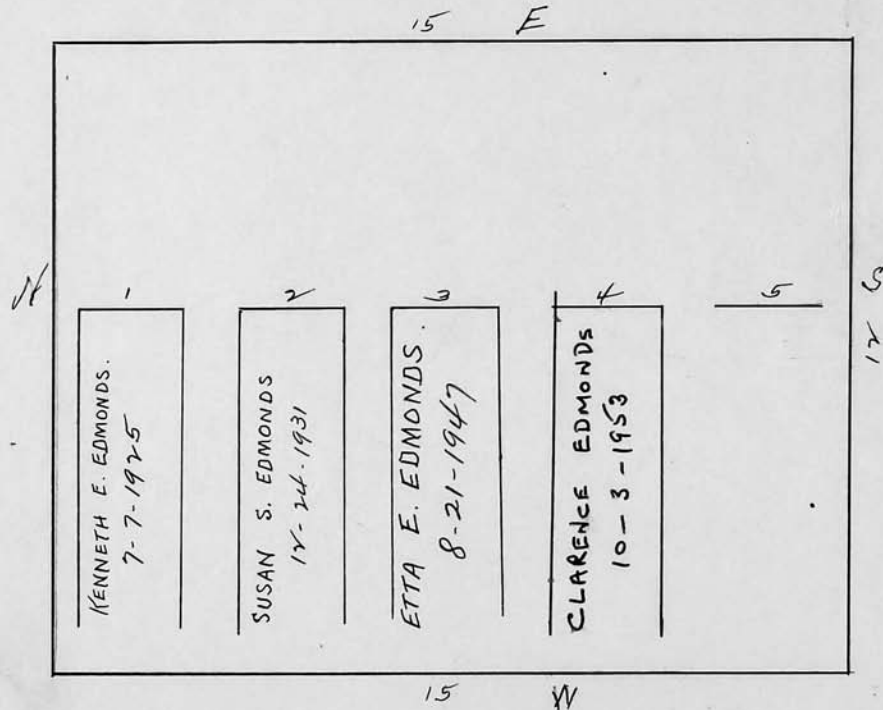 15 E
N
1
2
3
4
5
S
12
KENNETH E. EDMONDS.
7-7-1925
SUSAN S. EDMONDS
12-24-1931
ETTA E. EDMONDS.
8-21-1947
CLARENCE EDMONDS
10-3-1953
15 W